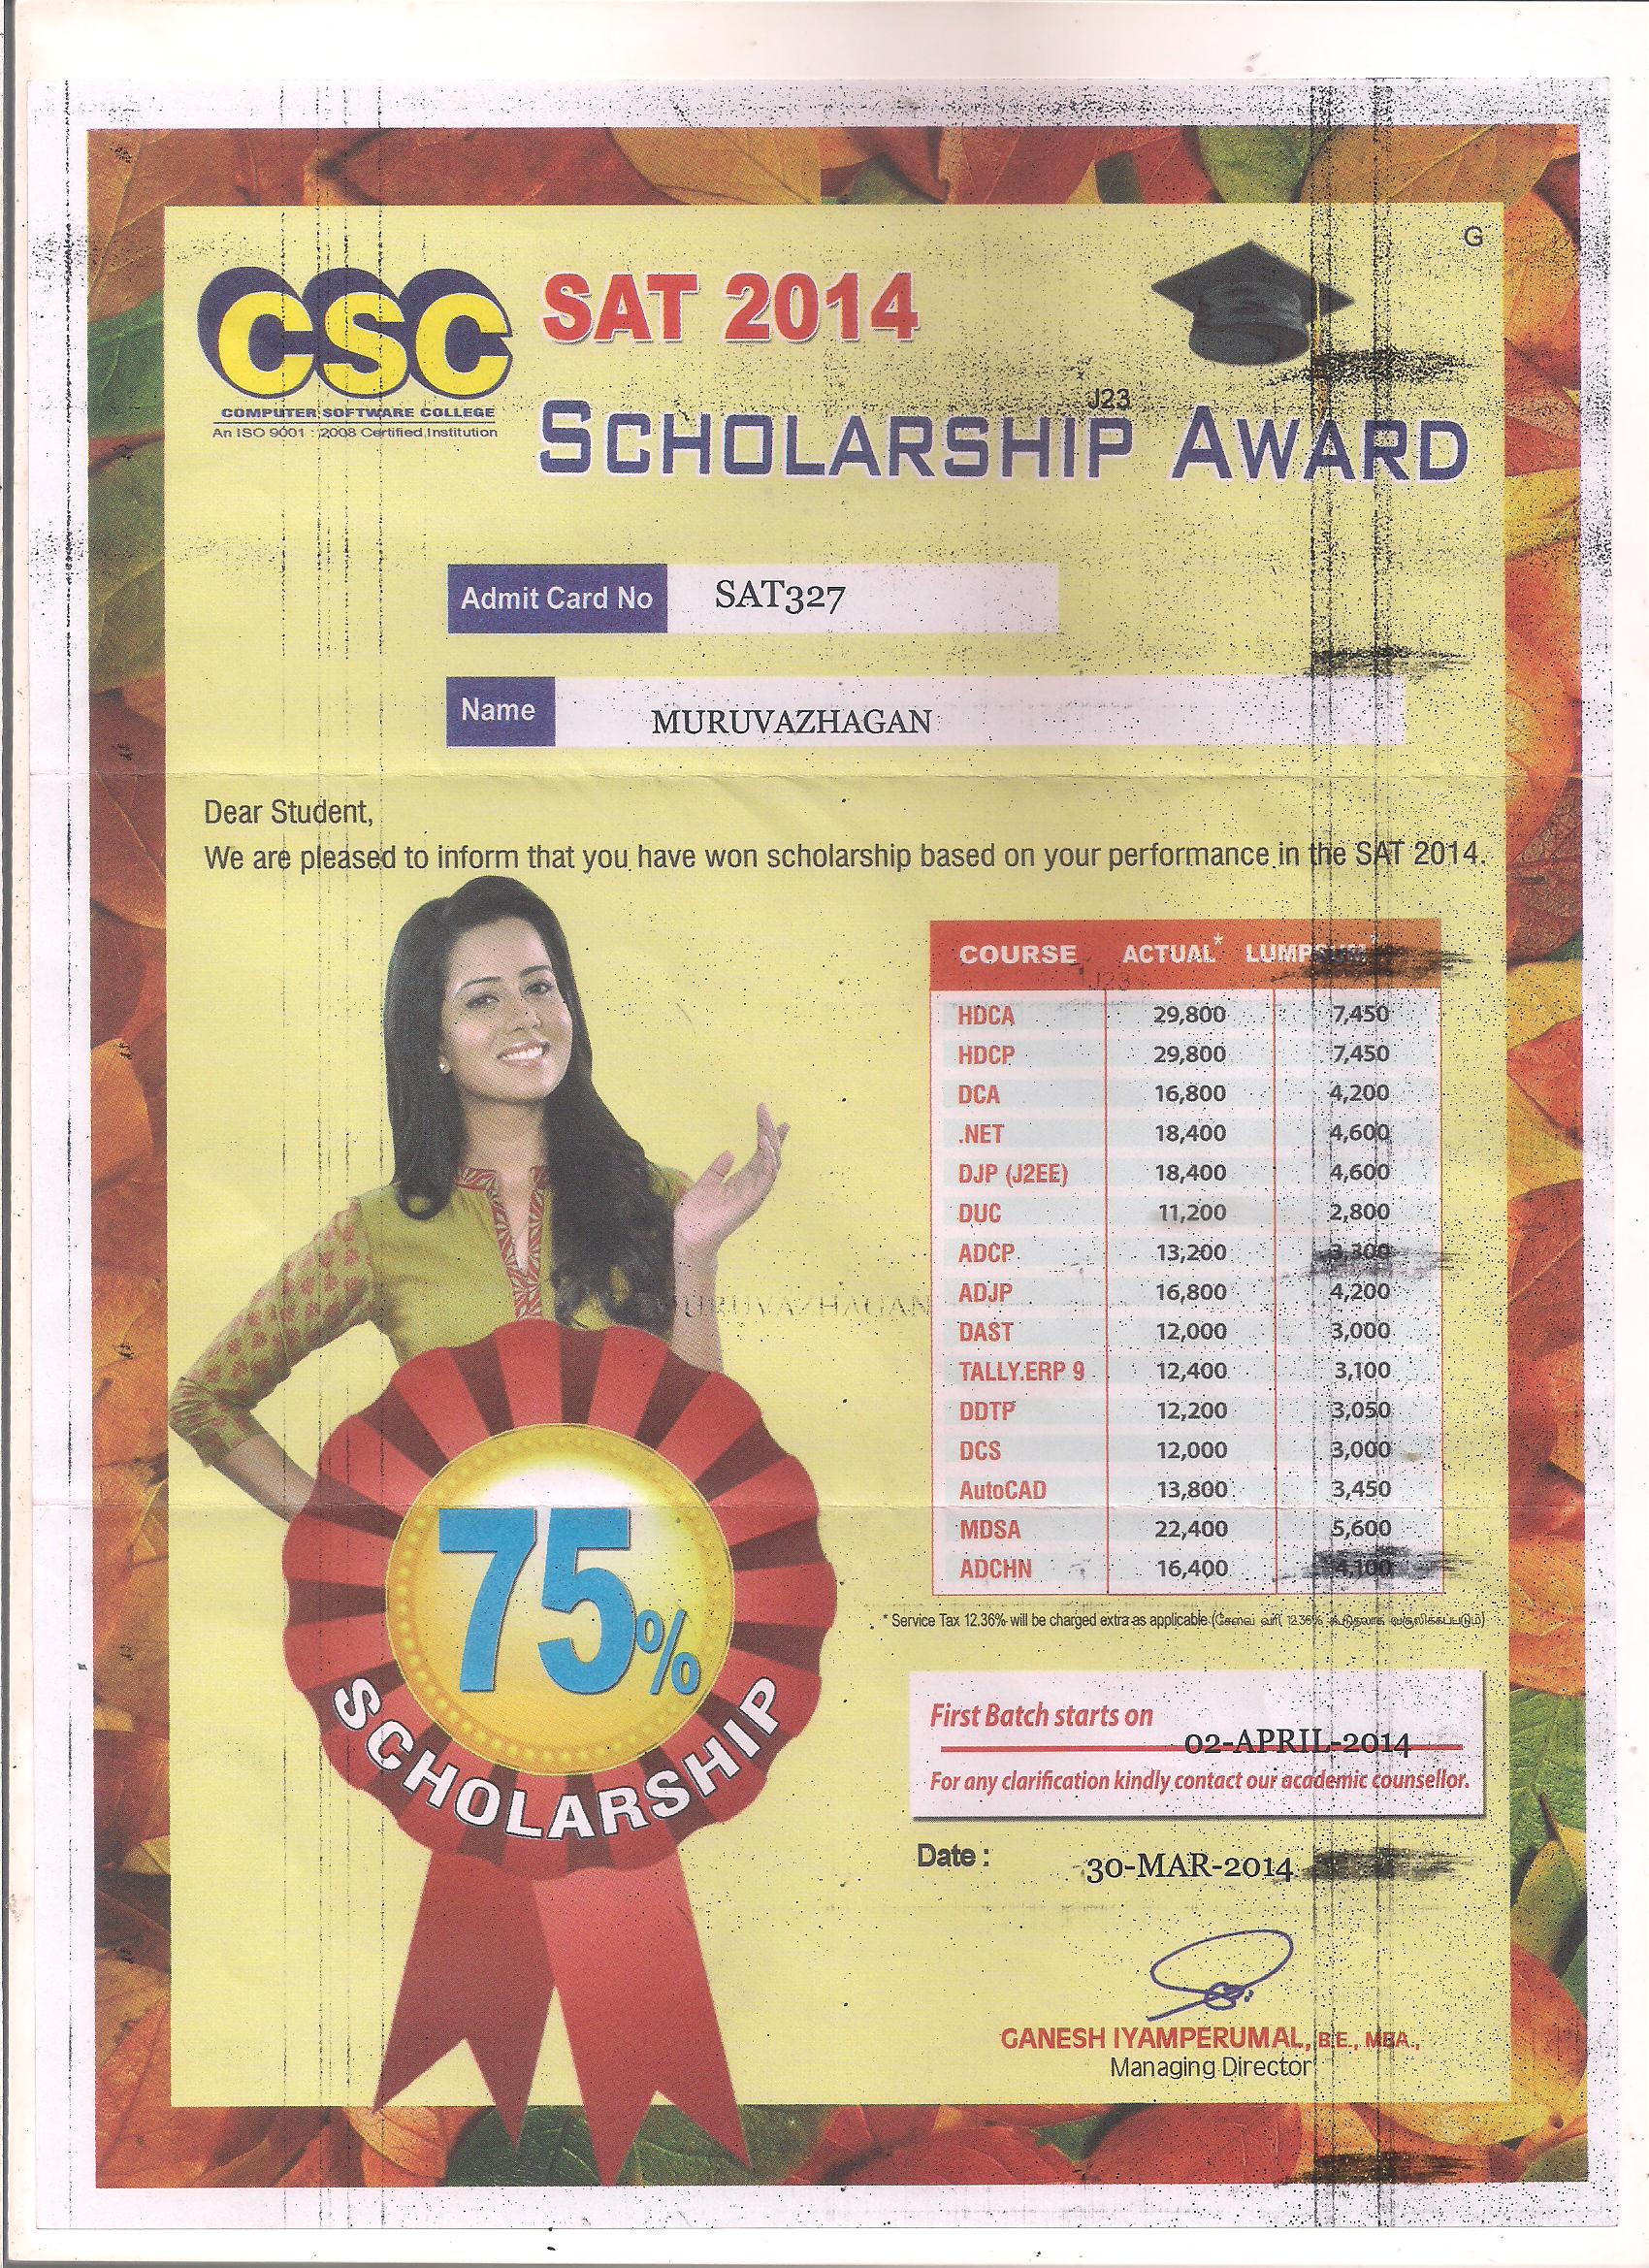 G
CSC
COMPUTER SOFTWARE COLLEGE
An ISO 9001 : 2008 Certified Institution
SAT 2014
J23
SCHOLARSHIP AWARD
Admit Card No SAT327
Name MURUVAZHAGAN
Dear Student,
We are pleased to inform that you have won scholarship based on your performance in the SAT 2014.
COURSE ACTUAL* LUMPSUM*
J23
HDCA 29,800 7,450
HDCP 29,800 7,450
DCA 16,800 4,200
.NET 18,400 4,600
DJP (J2EE) 18,400 4,600
DUC 11,200 2,800
ADCP 13,200 3,300
ADJP 16,800 4,200
DAST 12,000 3,000
TALLY.ERP 9 12,400 3,100
DDTP 12,200 3,050
DCS 12,000 3,000
AutoCAD 13,800 3,450
MDSA 22,400 5,600
ADCHN 16,400 4,100
* Service Tax 12.36% will be charged extra as applicable (சேவை வரி 12.36% கூடுதலாக வசூலிக்கப்படும்)
MURUVAZHAGAN
75%
SCHOLARSHIP
First Batch starts on 02-APRIL-2014
For any clarification kindly contact our academic counsellor.
Date : 30-MAR-2014
GANESH IYAMPERUMAL, B.E., MBA.,
Managing Director